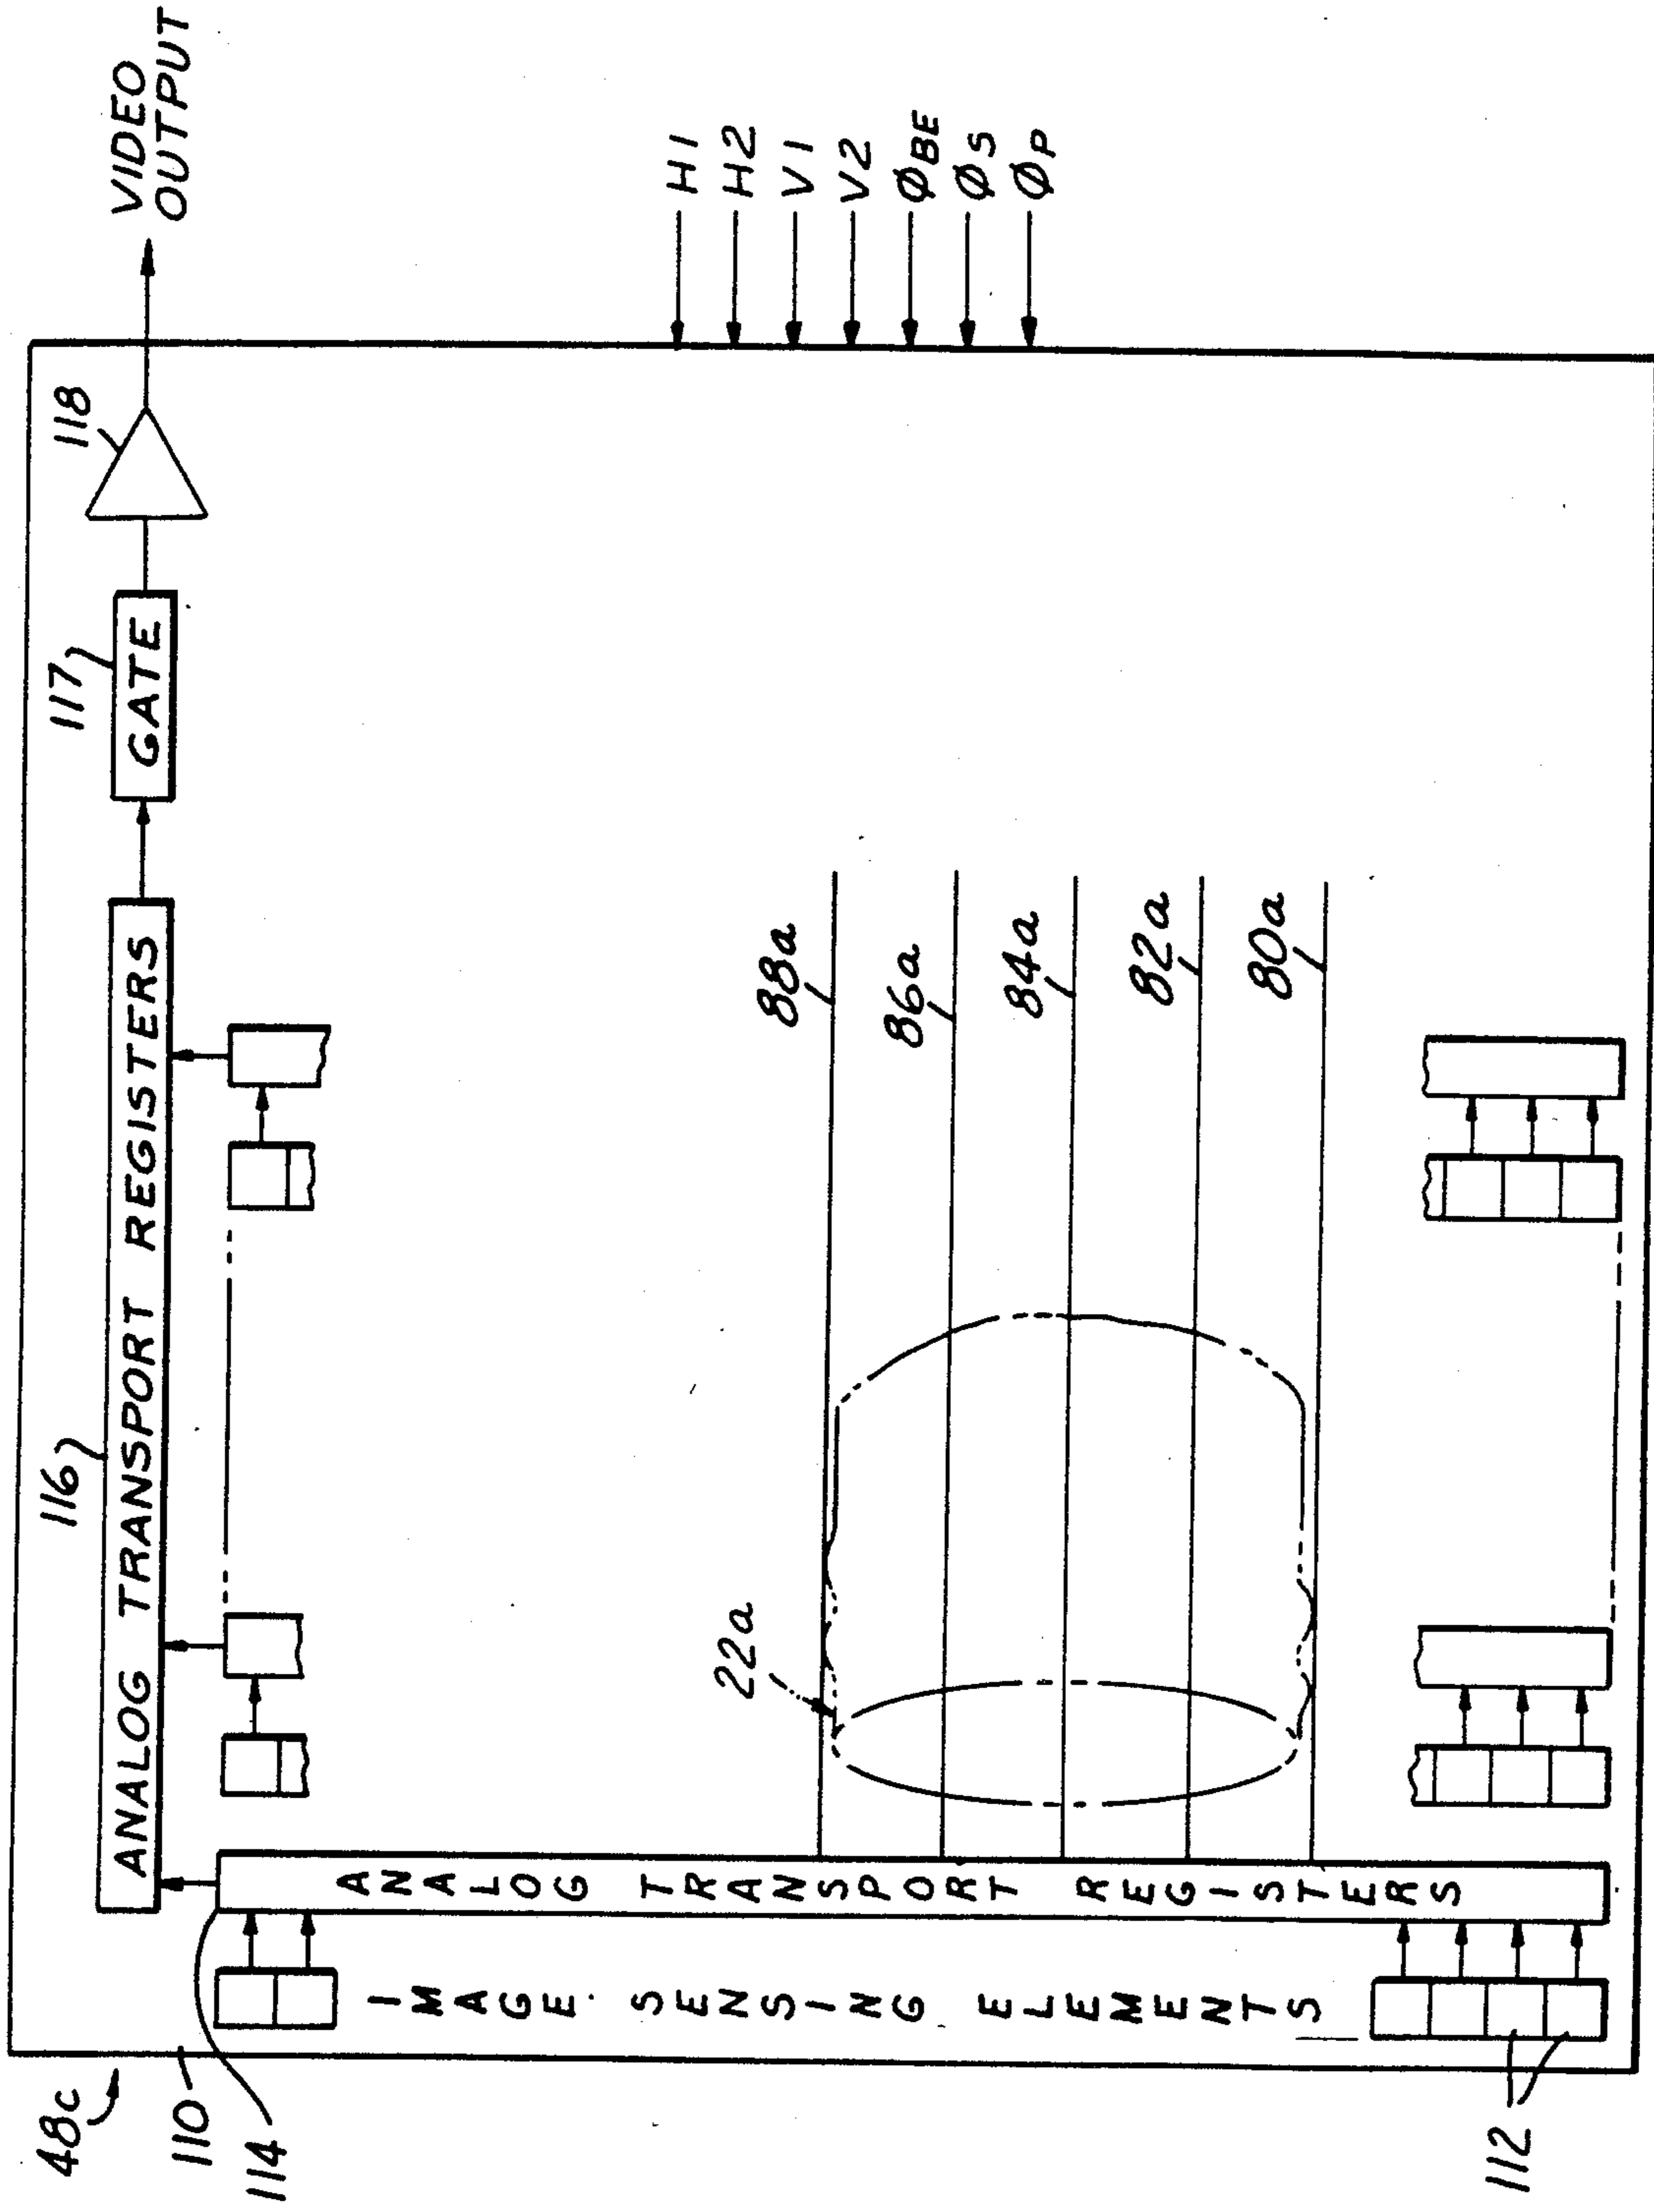 VIDEO
OUTPUT
118
117
GATE
116
ANALOG TRANSPORT REGISTERS
H1
H2
V1
V2
ØBE
ØS
ØP
88a
86a
84a
82a
80a
22a
ANALOG TRANSPORT REGISTERS
IMAGE SENSING ELEMENTS
48c
110
114
112